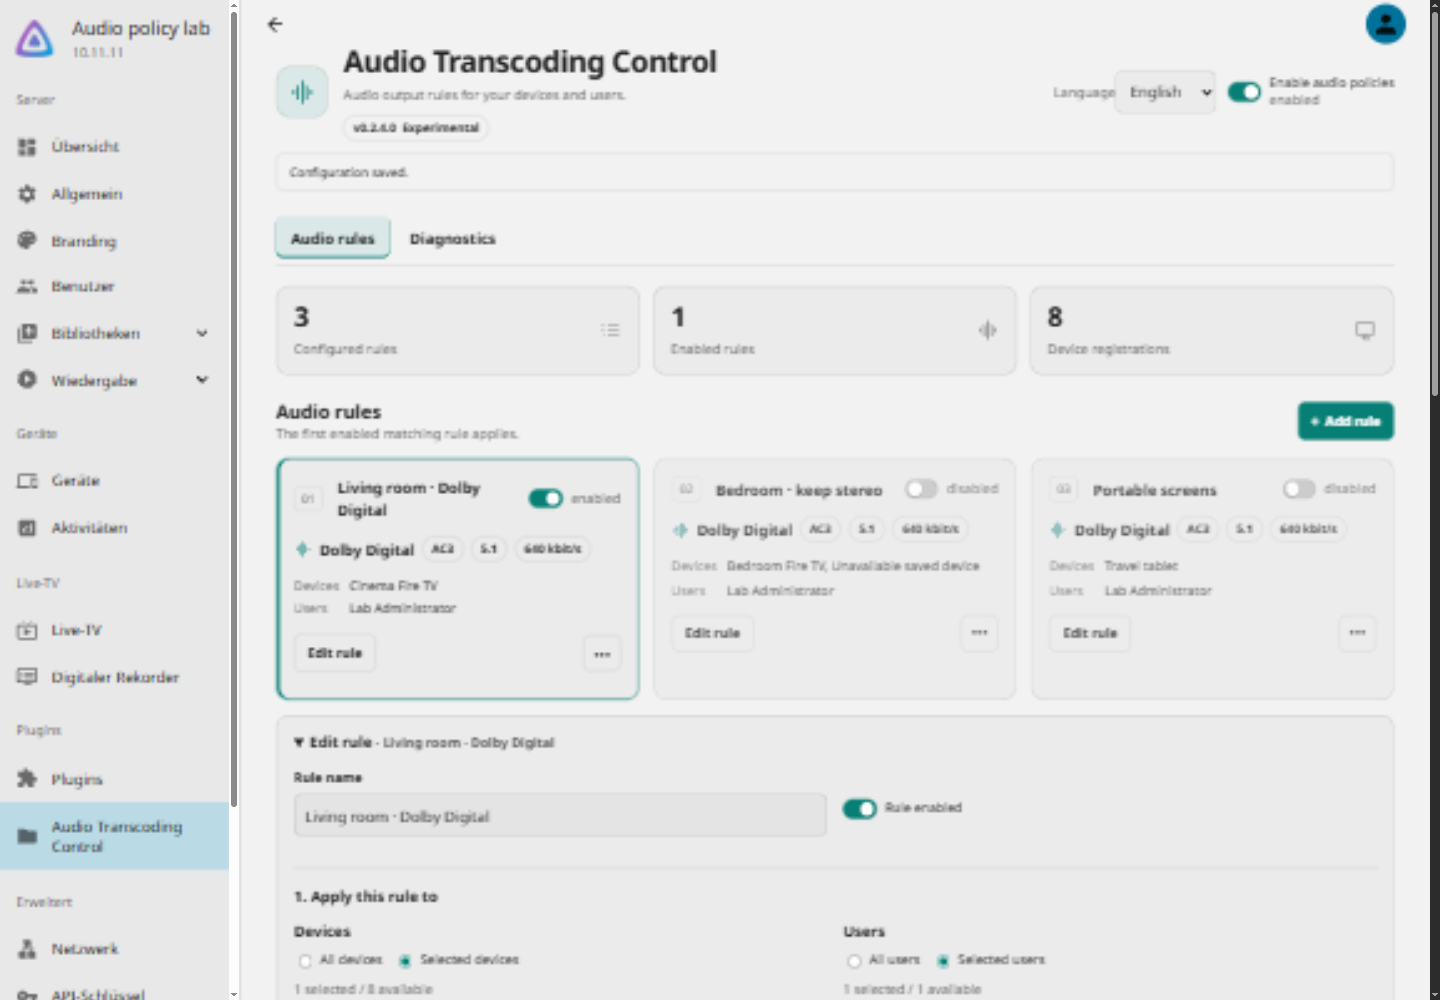 Audio policy lab
10.11.11
Server
Übersicht
Allgemein
Branding
Benutzer
Bibliotheken
Wiedergabe
Geräte
Geräte
Aktivitäten
Live-TV
Live-TV
Digitaler Rekorder
Plugins
Plugins
Audio Transcoding
Control
Erweitert
Netzwerk
API-Schlüssel
Audio Transcoding Control
Audio output rules for your devices and users.
v0.2.4.0 Experimental
Language English
Enable audio policies
enabled
Configuration saved.
Audio rules Diagnostics
3
Configured rules
1
Enabled rules
8
Device registrations
Audio rules
The first enabled matching rule applies.
+ Add rule
01 Living room · Dolby
Digital
enabled
Dolby Digital AC3 5.1 640 kbit/s
Devices Cinema Fire TV
Users Lab Administrator
Edit rule ...
02 Bedroom · keep stereo disabled
Dolby Digital AC3 5.1 640 kbit/s
Devices Bedroom Fire TV, Unavailable saved device
Users Lab Administrator
Edit rule ...
03 Portable screens disabled
Dolby Digital AC3 5.1 640 kbit/s
Devices Travel tablet
Users Lab Administrator
Edit rule ...
▼ Edit rule · Living room · Dolby Digital
Rule name
Living room · Dolby Digital
Rule enabled
1. Apply this rule to
Devices
All devices Selected devices
1 selected / 8 available
Users
All users Selected users
1 selected / 1 available